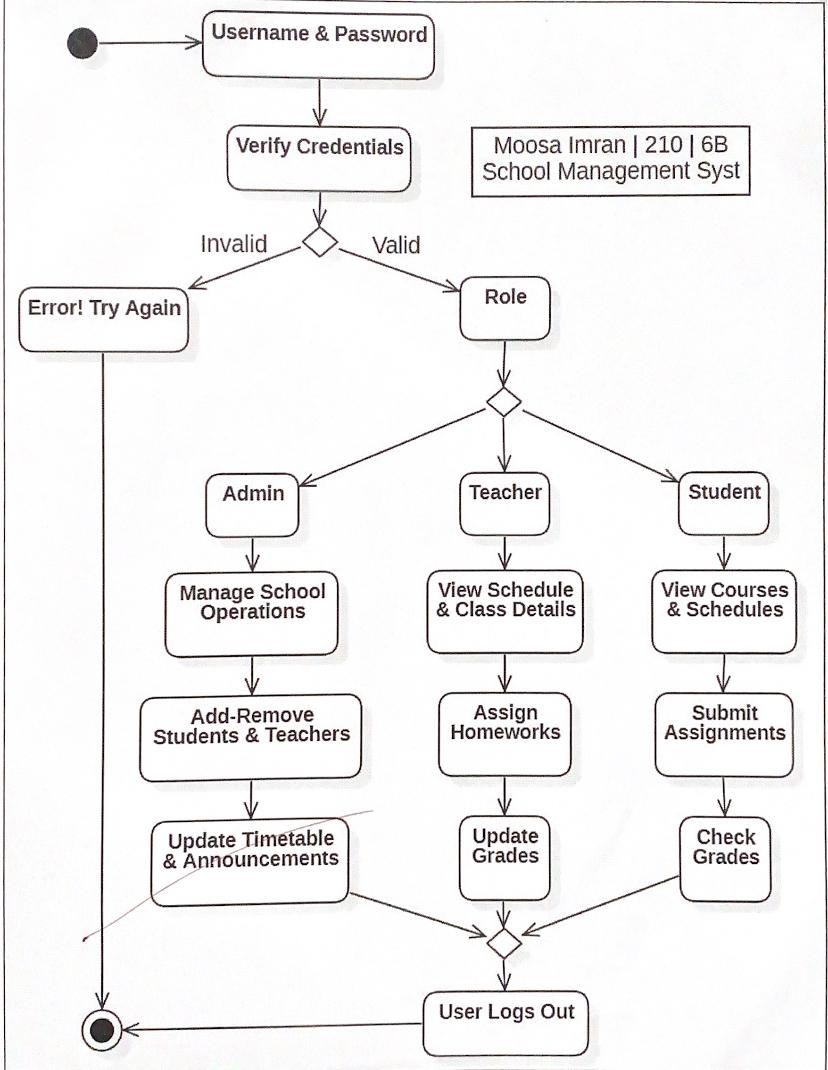 Username & Password
Verify Credentials
Moosa Imran | 210 | 6B
School Management Syst
Invalid
Valid
Error! Try Again
Role
Admin
Teacher
Student
Manage School
Operations
View Schedule
& Class Details
View Courses
& Schedules
Add-Remove
Students & Teachers
Assign
Homeworks
Submit
Assignments
Update Timetable
& Announcements
Update
Grades
Check
Grades
User Logs Out